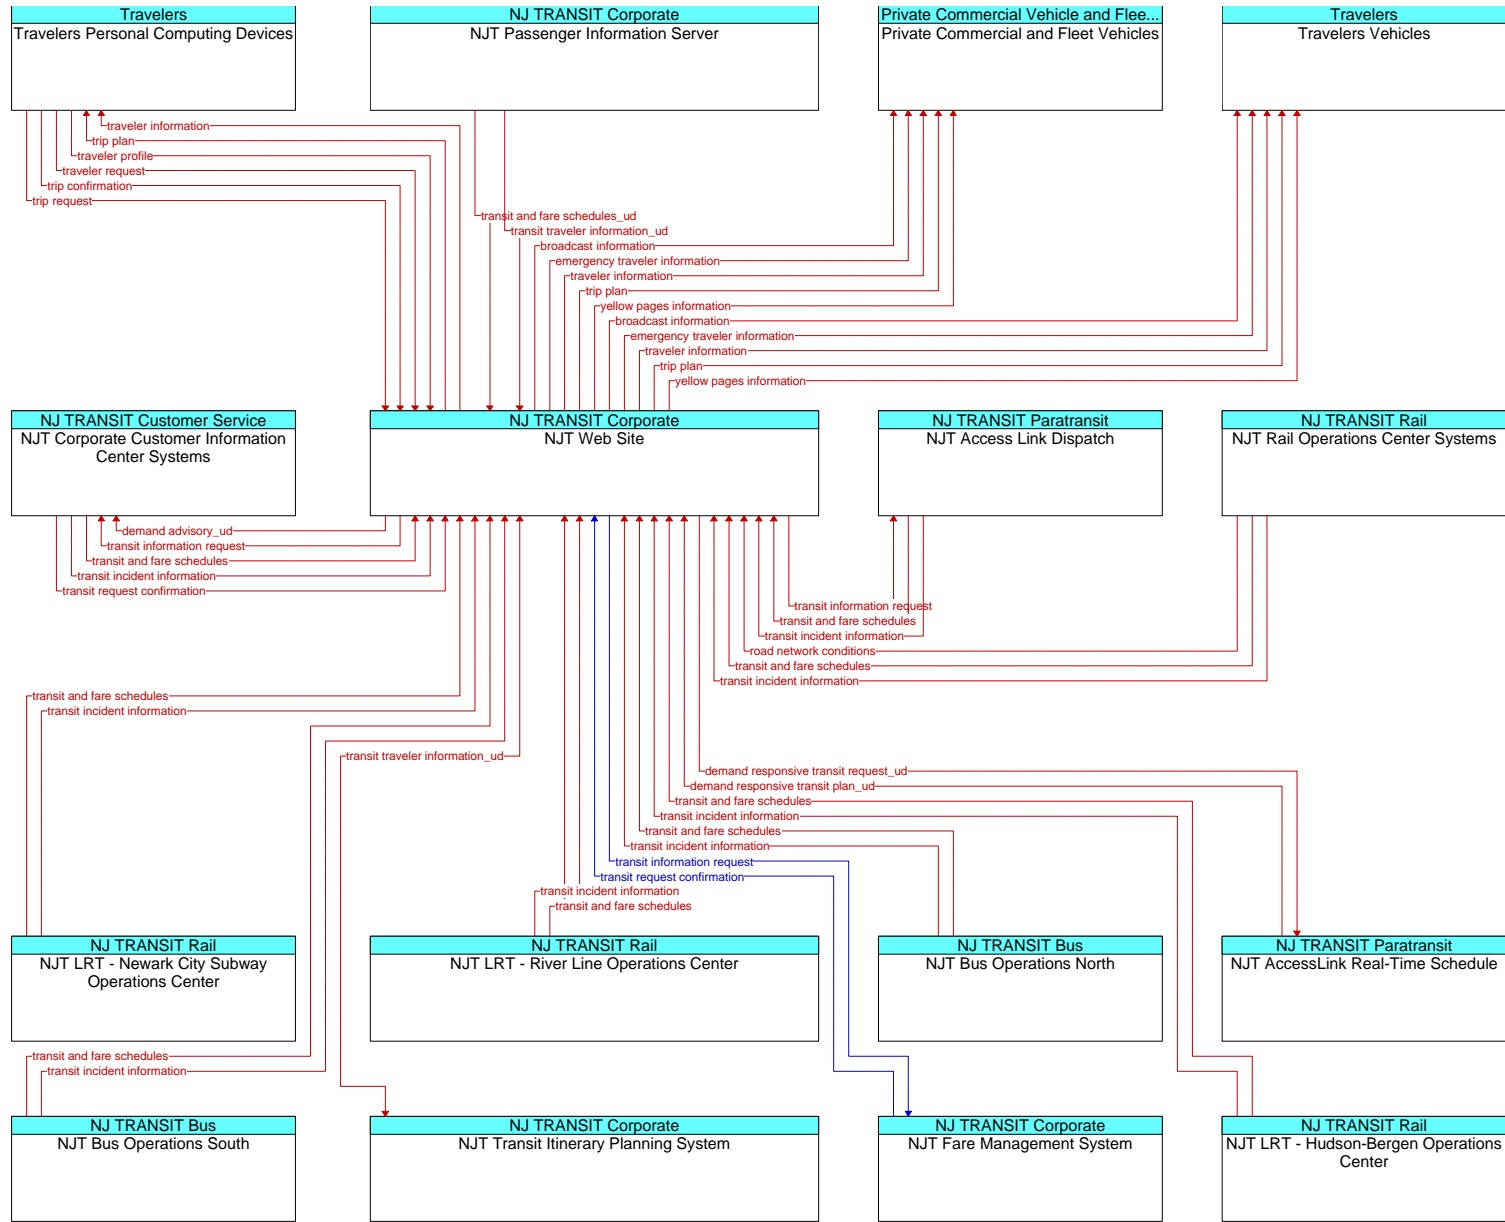 Travelers
Travelers Personal Computing Devices
NJ TRANSIT Corporate
NJT Passenger Information Server
Private Commercial Vehicle and Flee...
Private Commercial and Fleet Vehicles
Travelers
Travelers Vehicles
traveler information
trip plan
traveler profile
traveler request
trip confirmation
trip request
transit and fare schedules_ud
transit traveler information_ud
broadcast information
emergency traveler information
traveler information
trip plan
yellow pages information
broadcast information
emergency traveler information
traveler information
trip plan
yellow pages information
NJ TRANSIT Customer Service
NJT Corporate Customer Information
Center Systems
NJ TRANSIT Corporate
NJT Web Site
NJ TRANSIT Paratransit
NJT Access Link Dispatch
NJ TRANSIT Rail
NJT Rail Operations Center Systems
demand advisory_ud
transit information request
transit and fare schedules
transit incident information
transit request confirmation
transit information request
transit and fare schedules
transit incident information
road network conditions
transit and fare schedules
transit incident information
transit and fare schedules
transit incident information
transit traveler information_ud
demand responsive transit request_ud
demand responsive transit plan_ud
transit and fare schedules
transit incident information
transit and fare schedules
transit incident information
transit information request
transit request confirmation
transit incident information
transit and fare schedules
NJ TRANSIT Rail
NJT LRT - Newark City Subway
Operations Center
NJ TRANSIT Rail
NJT LRT - River Line Operations Center
NJ TRANSIT Bus
NJT Bus Operations North
NJ TRANSIT Paratransit
NJT AccessLink Real-Time Schedule
transit and fare schedules
transit incident information
NJ TRANSIT Bus
NJT Bus Operations South
NJ TRANSIT Corporate
NJT Transit Itinerary Planning System
NJ TRANSIT Corporate
NJT Fare Management System
NJ TRANSIT Rail
NJT LRT - Hudson-Bergen Operations
Center